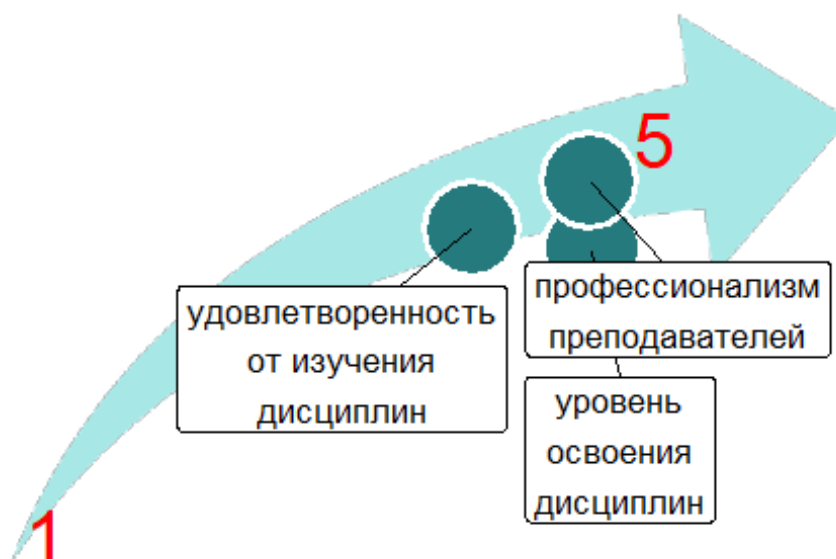 5
удовлетворенность
от изучения
дисциплин
профессионализм
преподавателей
уровень
освоения
дисциплин
1